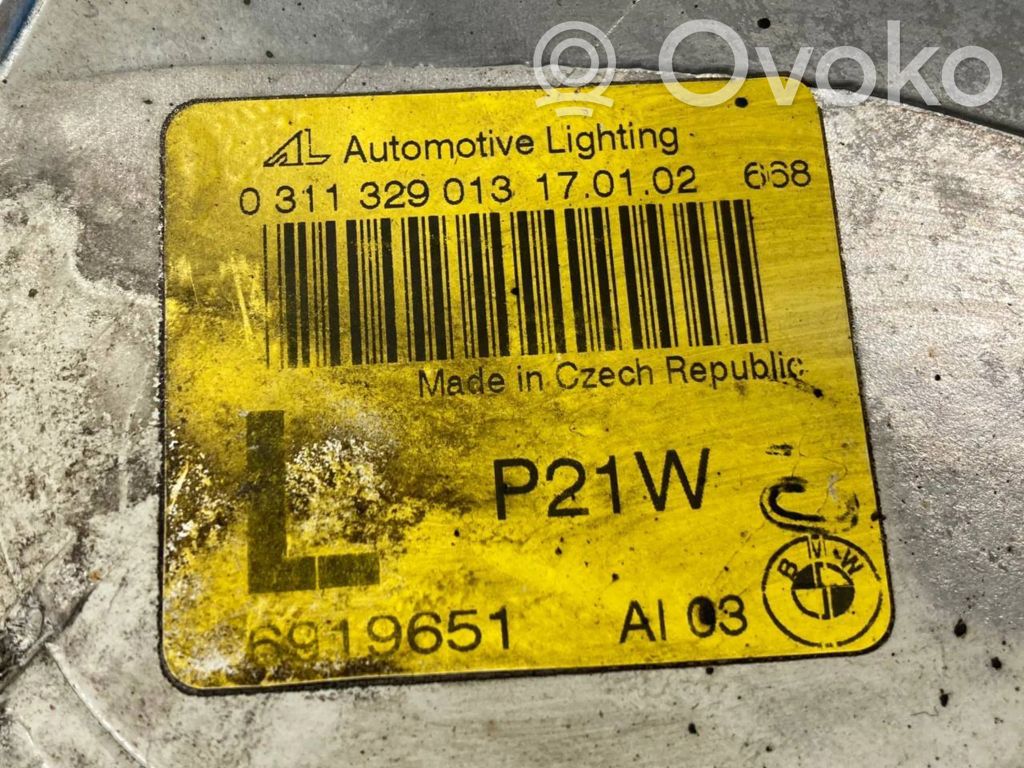 Ovoko
AL Automotive Lighting
0 311 329 013 17.01.02 668
Made in Czech Republic
L
P21W
BMW
6919651 AI 03